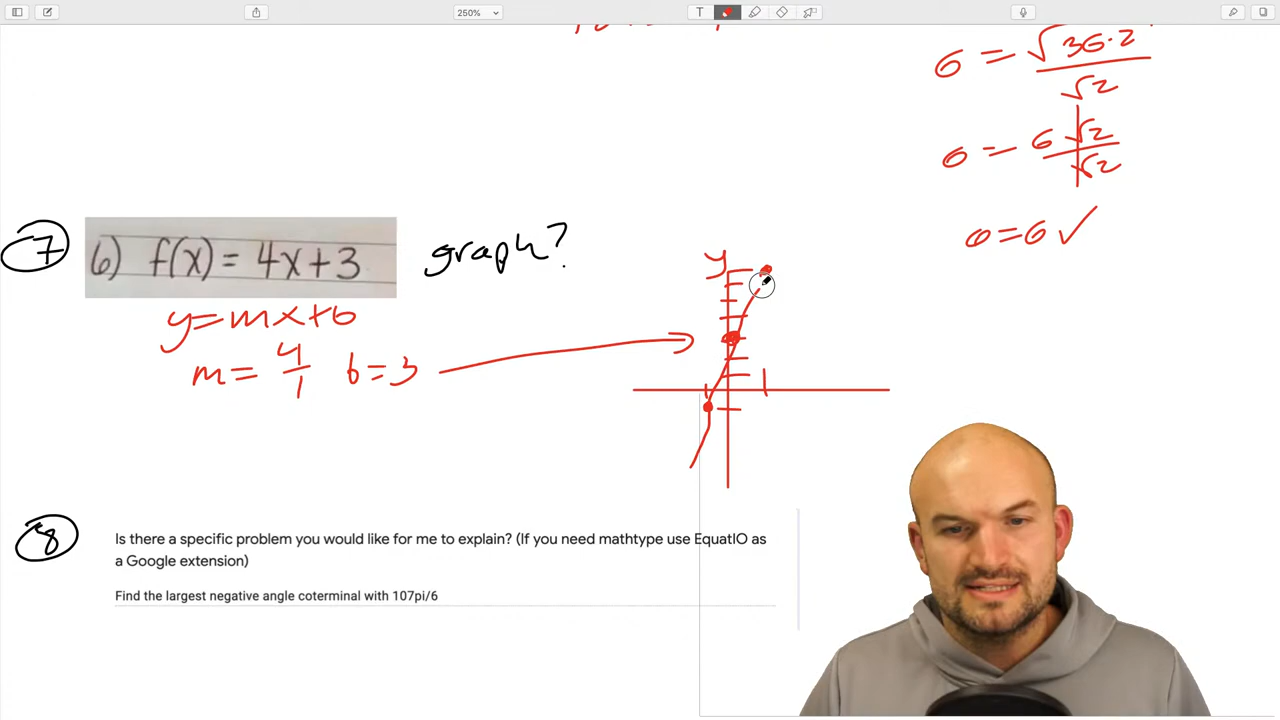 250%
T
6 = √36·2 / √2
6 = 6 √2 / √2
6=6 ✓
7
6) f(x) = 4x+3
graph?
y
y=mx+b
m= 4/1 b=3
1
8
Is there a specific problem you would like for me to explain? (If you need mathtype use EquatIO as
a Google extension)
Find the largest negative angle coterminal with 107pi/6